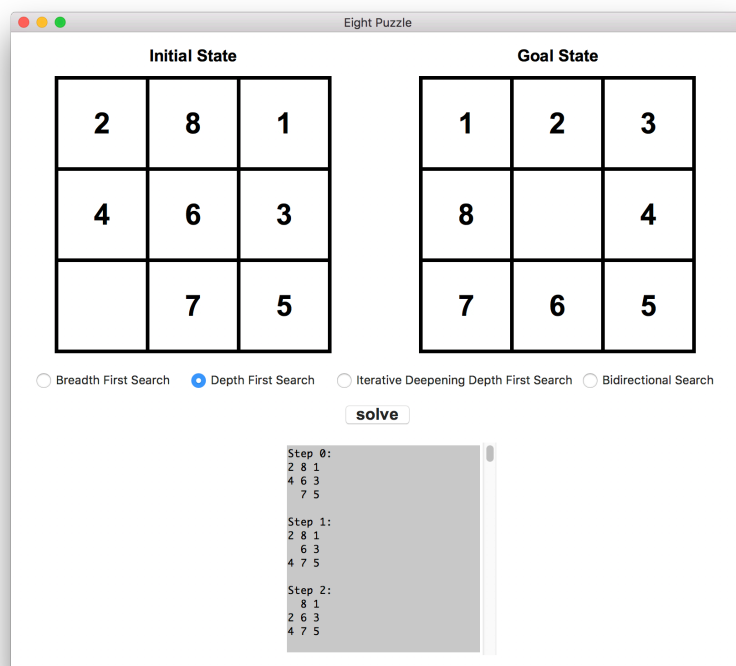 Eight Puzzle
Initial State
Goal State
2 8 1
1 2 3
4 6 3
8 4
7 5
7 6 5
Breadth First Search Depth First Search Iterative Deepening Depth First Search Bidirectional Search
solve
Step 0:
2 8 1
4 6 3
  7 5
Step 1:
2 8 1
  6 3
4 7 5
Step 2:
  8 1
2 6 3
4 7 5